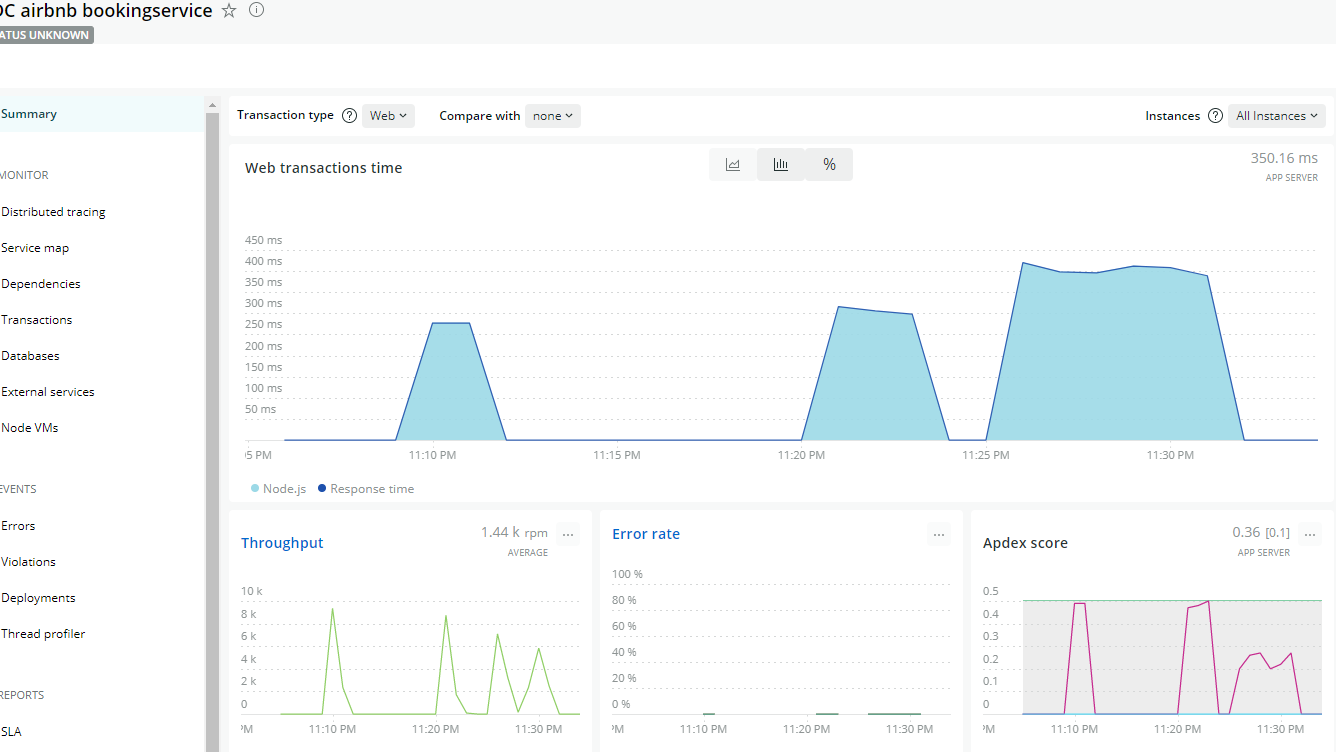 OC airbnb bookingservice
ATUS UNKNOWN
Summary
MONITOR
Distributed tracing
Service map
Dependencies
Transactions
Databases
External services
Node VMs
EVENTS
Errors
Violations
Deployments
Thread profiler
REPORTS
SLA
Transaction type ? Web
Compare with none
Instances ? All Instances
Web transactions time
%
350.16 ms
APP SERVER
450 ms
400 ms
350 ms
300 ms
250 ms
200 ms
150 ms
100 ms
50 ms
5 PM 11:10 PM 11:15 PM 11:20 PM 11:25 PM 11:30 PM
Node.js Response time
Throughput
1.44 k rpm
AVERAGE
10 k
8 k
6 k
4 k
2 k
0
PM 11:10 PM 11:20 PM 11:30 PM
Error rate
100 %
80 %
60 %
40 %
20 %
0 %
PM 11:10 PM 11:20 PM 11:30 PM
Apdex score
0.36 [0.1]
APP SERVER
0.5
0.4
0.3
0.2
0.1
0
PM 11:10 PM 11:20 PM 11:30 PM